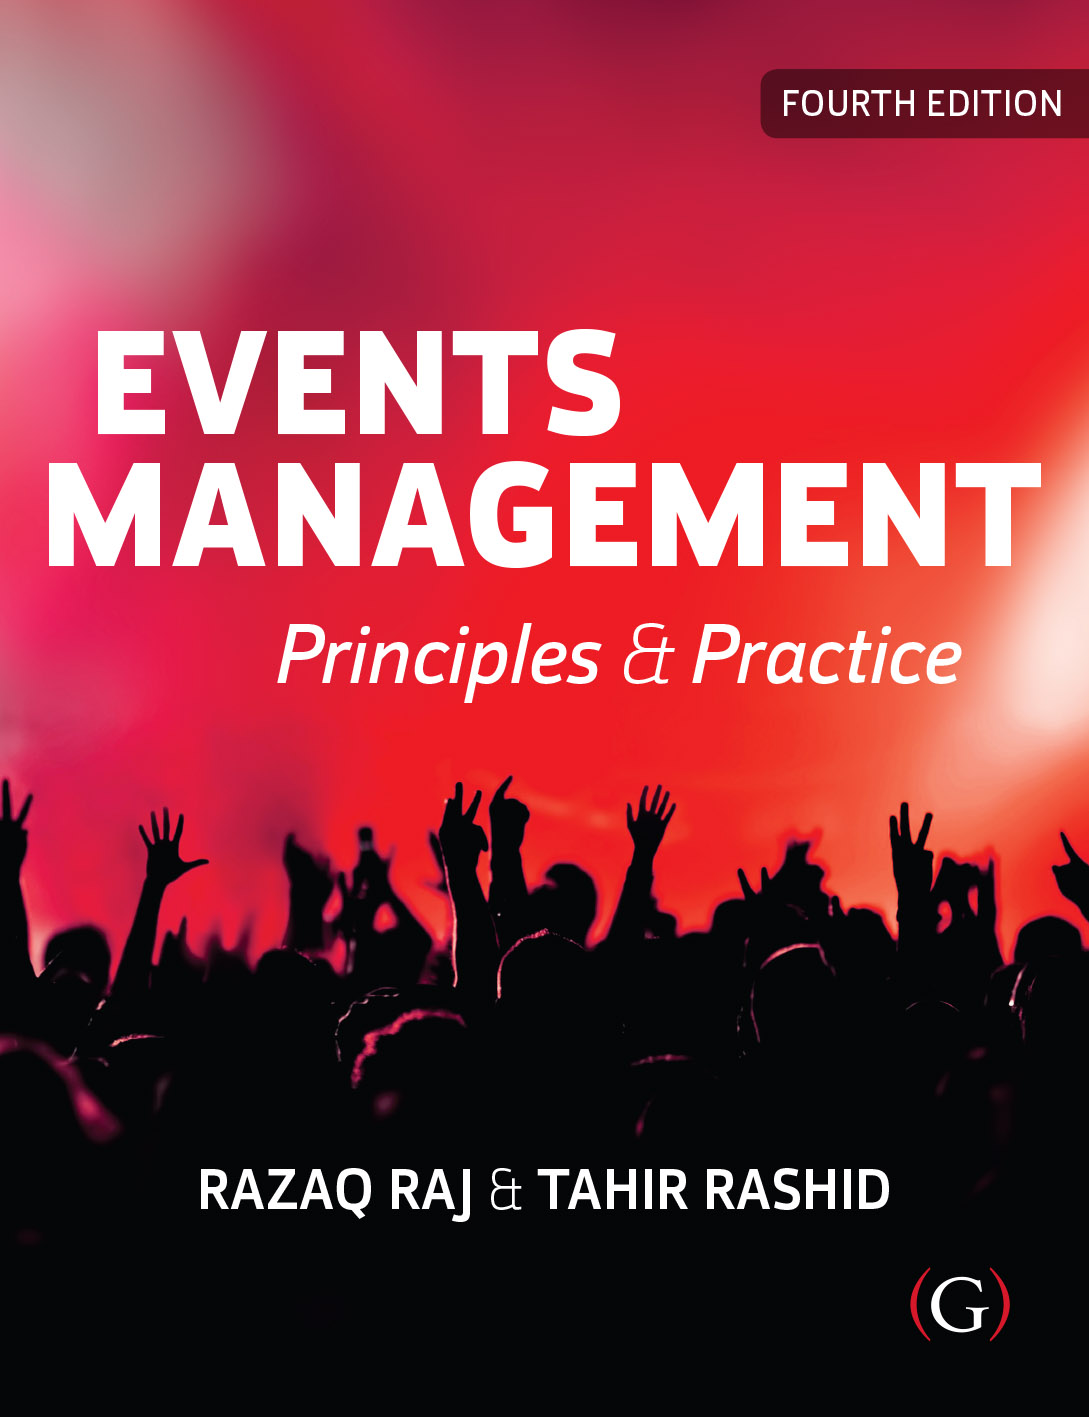 FOURTH EDITION
EVENTS
MANAGEMENT
Principles & Practice
RAZAQ RAJ & TAHIR RASHID
(G)